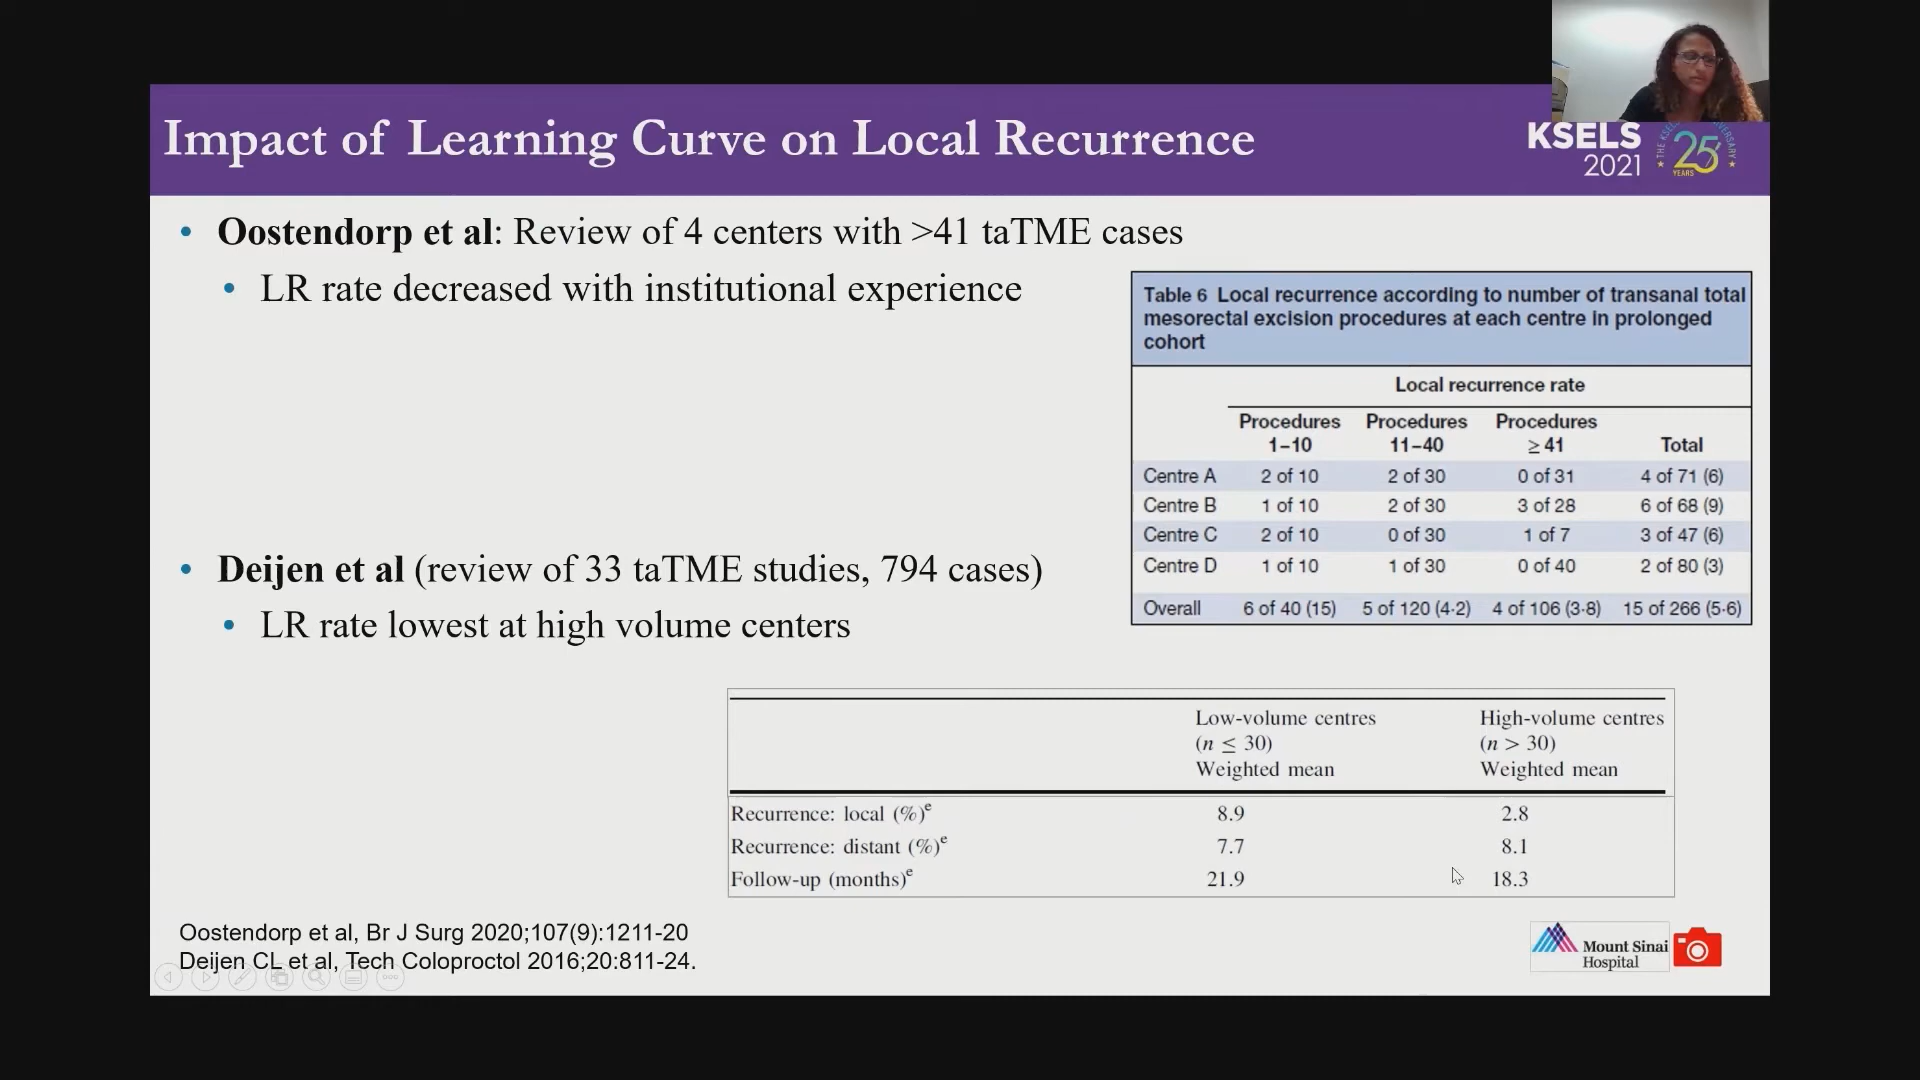 Impact of Learning Curve on Local Recurrence
KSELS
2021
25
YEARS
• Oostendorp et al: Review of 4 centers with >41 taTME cases
• LR rate decreased with institutional experience
Table 6 Local recurrence according to number of transanal total
mesorectal excision procedures at each centre in prolonged
cohort
Local recurrence rate
Procedures Procedures Procedures
1–10 11–40 ≥ 41 Total
Centre A 2 of 10 2 of 30 0 of 31 4 of 71 (6)
Centre B 1 of 10 2 of 30 3 of 28 6 of 68 (9)
Centre C 2 of 10 0 of 30 1 of 7 3 of 47 (6)
Centre D 1 of 10 1 of 30 0 of 40 2 of 80 (3)
Overall 6 of 40 (15) 5 of 120 (4·2) 4 of 106 (3·8) 15 of 266 (5·6)
• Deijen et al (review of 33 taTME studies, 794 cases)
• LR rate lowest at high volume centers
Low-volume centres High-volume centres
(n ≤ 30) (n > 30)
Weighted mean Weighted mean
Recurrence: local (%)e 8.9 2.8
Recurrence: distant (%)e 7.7 8.1
Follow-up (months)e 21.9 18.3
Oostendorp et al, Br J Surg 2020;107(9):1211-20
Deijen CL et al, Tech Coloproctol 2016;20:811-24.
Mount Sinai
Hospital